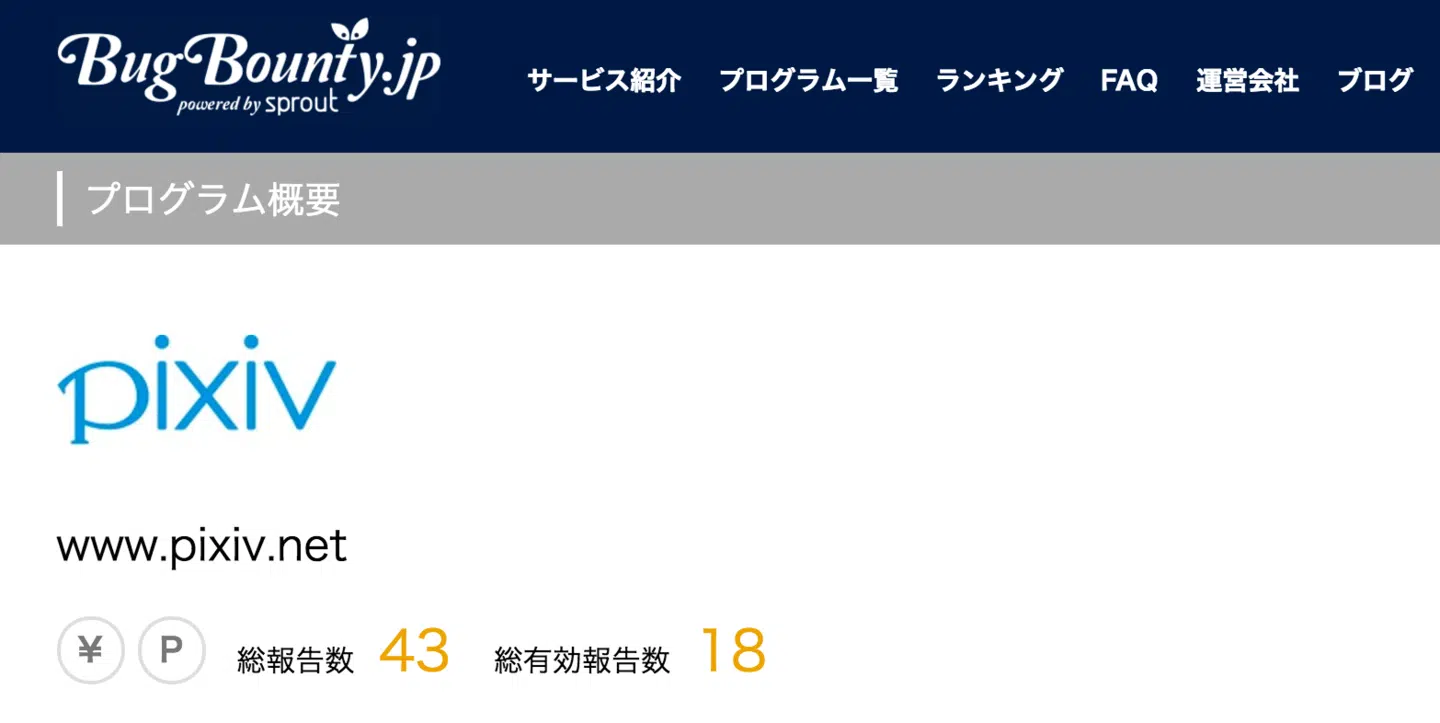 BugBounty.jp
powered by sprout
サービス紹介 プログラム一覧 ランキング FAQ 運営会社 ブログ
プログラム概要
pixiv
www.pixiv.net
¥ P 総報告数 43 総有効報告数 18